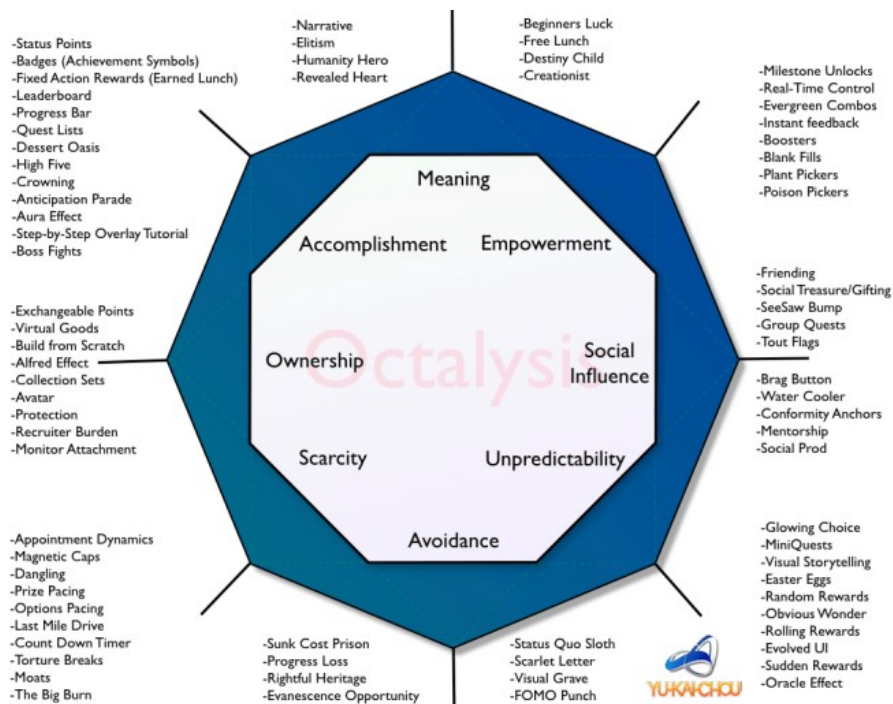 -Narrative
-Elitism
-Humanity Hero
-Revealed Heart
-Beginners Luck
-Free Lunch
-Destiny Child
-Creationist
-Status Points
-Badges (Achievement Symbols)
-Fixed Action Rewards (Earned Lunch)
-Leaderboard
-Progress Bar
-Quest Lists
-Dessert Oasis
-High Five
-Crowning
-Anticipation Parade
-Aura Effect
-Step-by-Step Overlay Tutorial
-Boss Fights
-Milestone Unlocks
-Real-Time Control
-Evergreen Combos
-Instant feedback
-Boosters
-Blank Fills
-Plant Pickers
-Poison Pickers
Meaning
Accomplishment
Empowerment
-Exchangeable Points
-Virtual Goods
-Build from Scratch
-Alfred Effect
-Collection Sets
-Avatar
-Protection
-Recruiter Burden
-Monitor Attachment
Ownership
Octalysis
Social
Influence
-Friending
-Social Treasure/Gifting
-SeeSaw Bump
-Group Quests
-Tout Flags
-Brag Button
-Water Cooler
-Conformity Anchors
-Mentorship
-Social Prod
Scarcity
Unpredictability
Avoidance
-Appointment Dynamics
-Magnetic Caps
-Dangling
-Prize Pacing
-Options Pacing
-Last Mile Drive
-Count Down Timer
-Torture Breaks
-Moats
-The Big Burn
-Sunk Cost Prison
-Progress Loss
-Rightful Heritage
-Evanescence Opportunity
-Status Quo Sloth
-Scarlet Letter
-Visual Grave
-FOMO Punch
YU-KAI-CHOU
-Glowing Choice
-MiniQuests
-Visual Storytelling
-Easter Eggs
-Random Rewards
-Obvious Wonder
-Rolling Rewards
-Evolved UI
-Sudden Rewards
-Oracle Effect